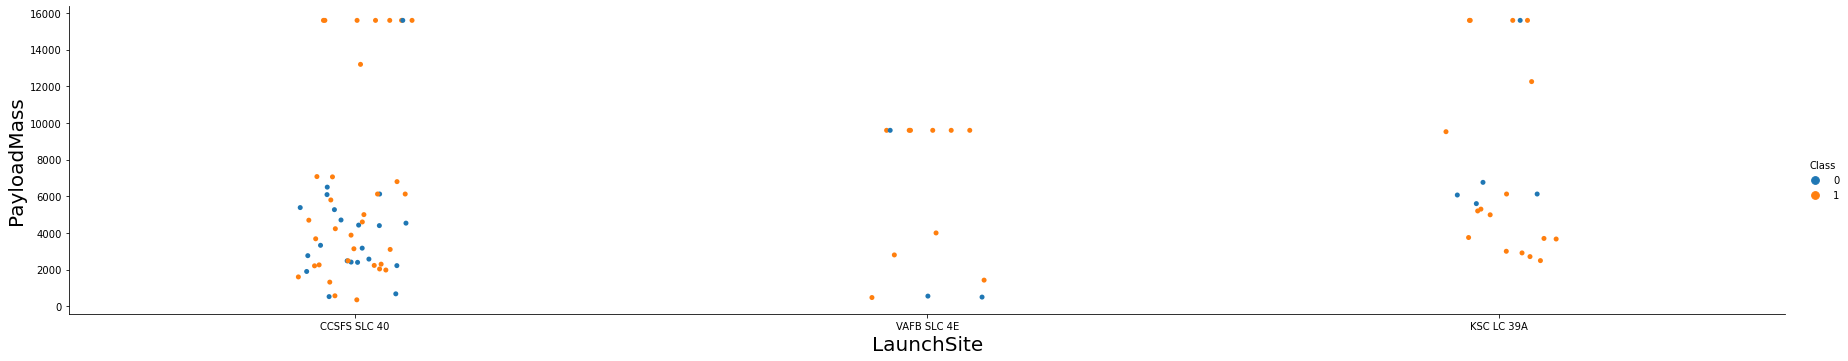 16000
14000
12000
10000
8000
6000
4000
2000
0
PayloadMass
CCSFS SLC 40
VAFB SLC 4E
KSC LC 39A
LaunchSite
Class
0
1